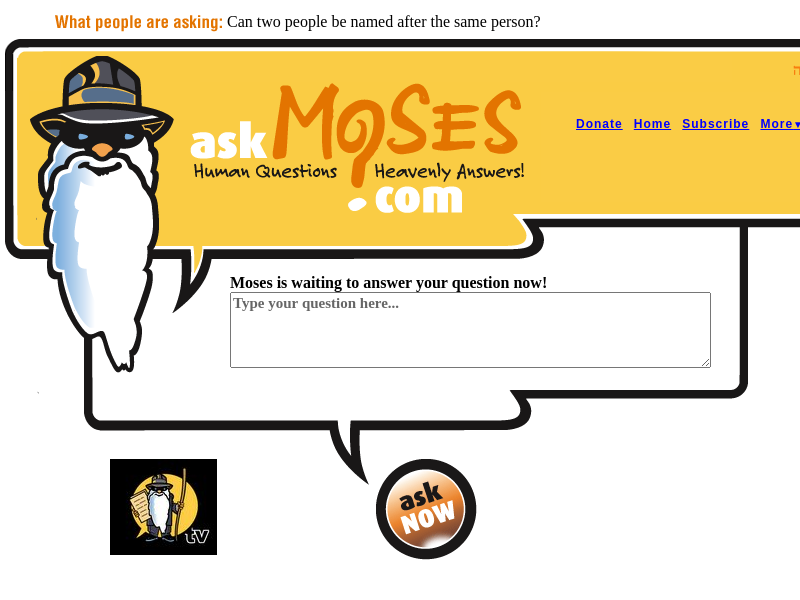 What people are asking: Can two people be named after the same person?
ask MOSES
Human Questions Heavenly Answers!
.com
Donate Home Subscribe More▼
Moses is waiting to answer your question now!
Type your question here...
tv
ask
NOW